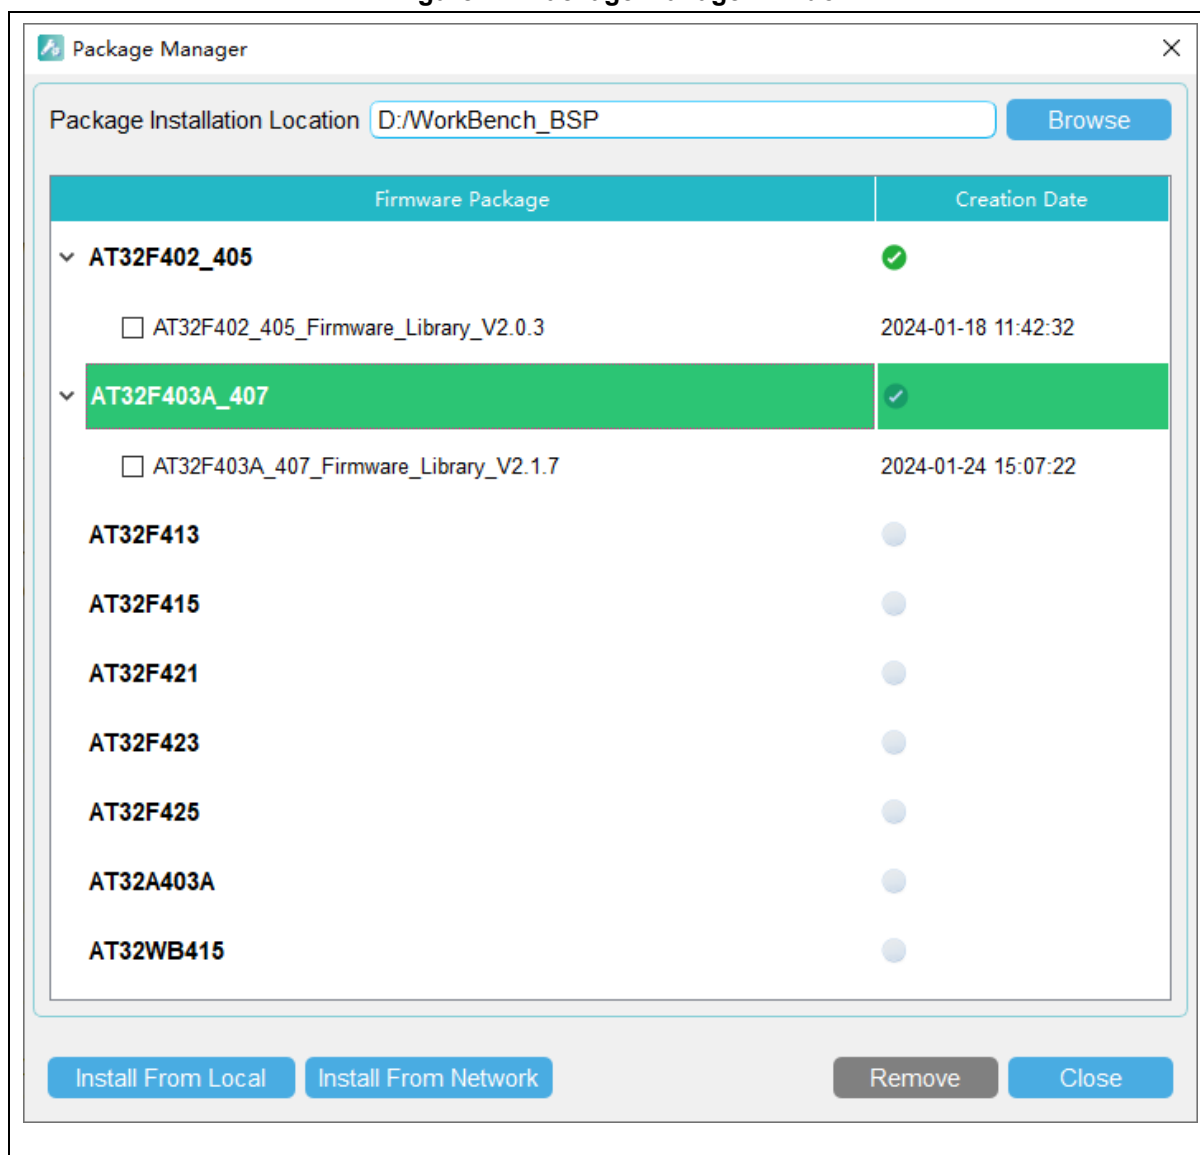 Package Manager
Package Installation Location D:/WorkBench_BSP Browse
Firmware Package Creation Date
AT32F402_405
AT32F402_405_Firmware_Library_V2.0.3 2024-01-18 11:42:32
AT32F403A_407
AT32F403A_407_Firmware_Library_V2.1.7 2024-01-24 15:07:22
AT32F413
AT32F415
AT32F421
AT32F423
AT32F425
AT32A403A
AT32WB415
Install From Local Install From Network Remove Close